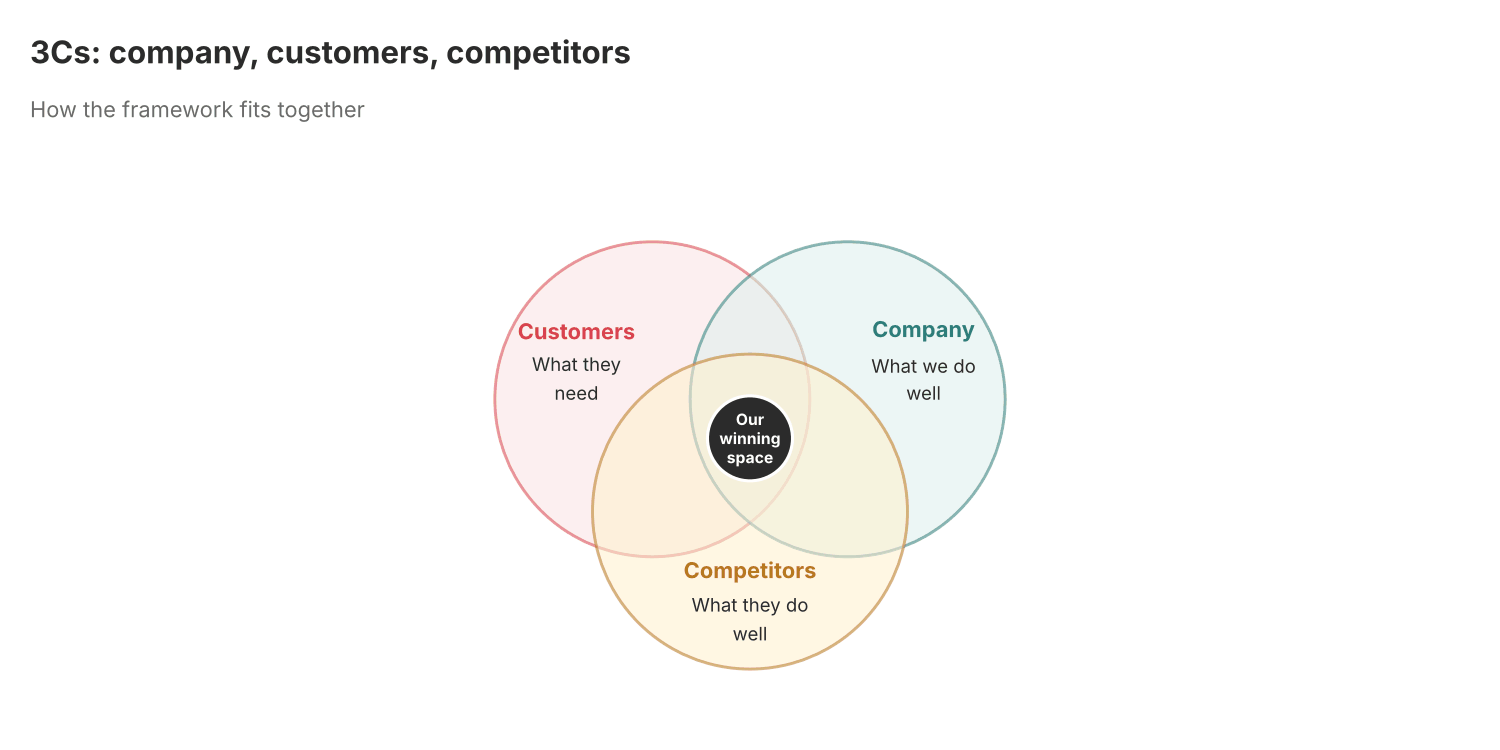 3Cs: company, customers, competitors
How the framework fits together
Customers
What they
need
Company
What we do
well
Our
winning
space
Competitors
What they do
well